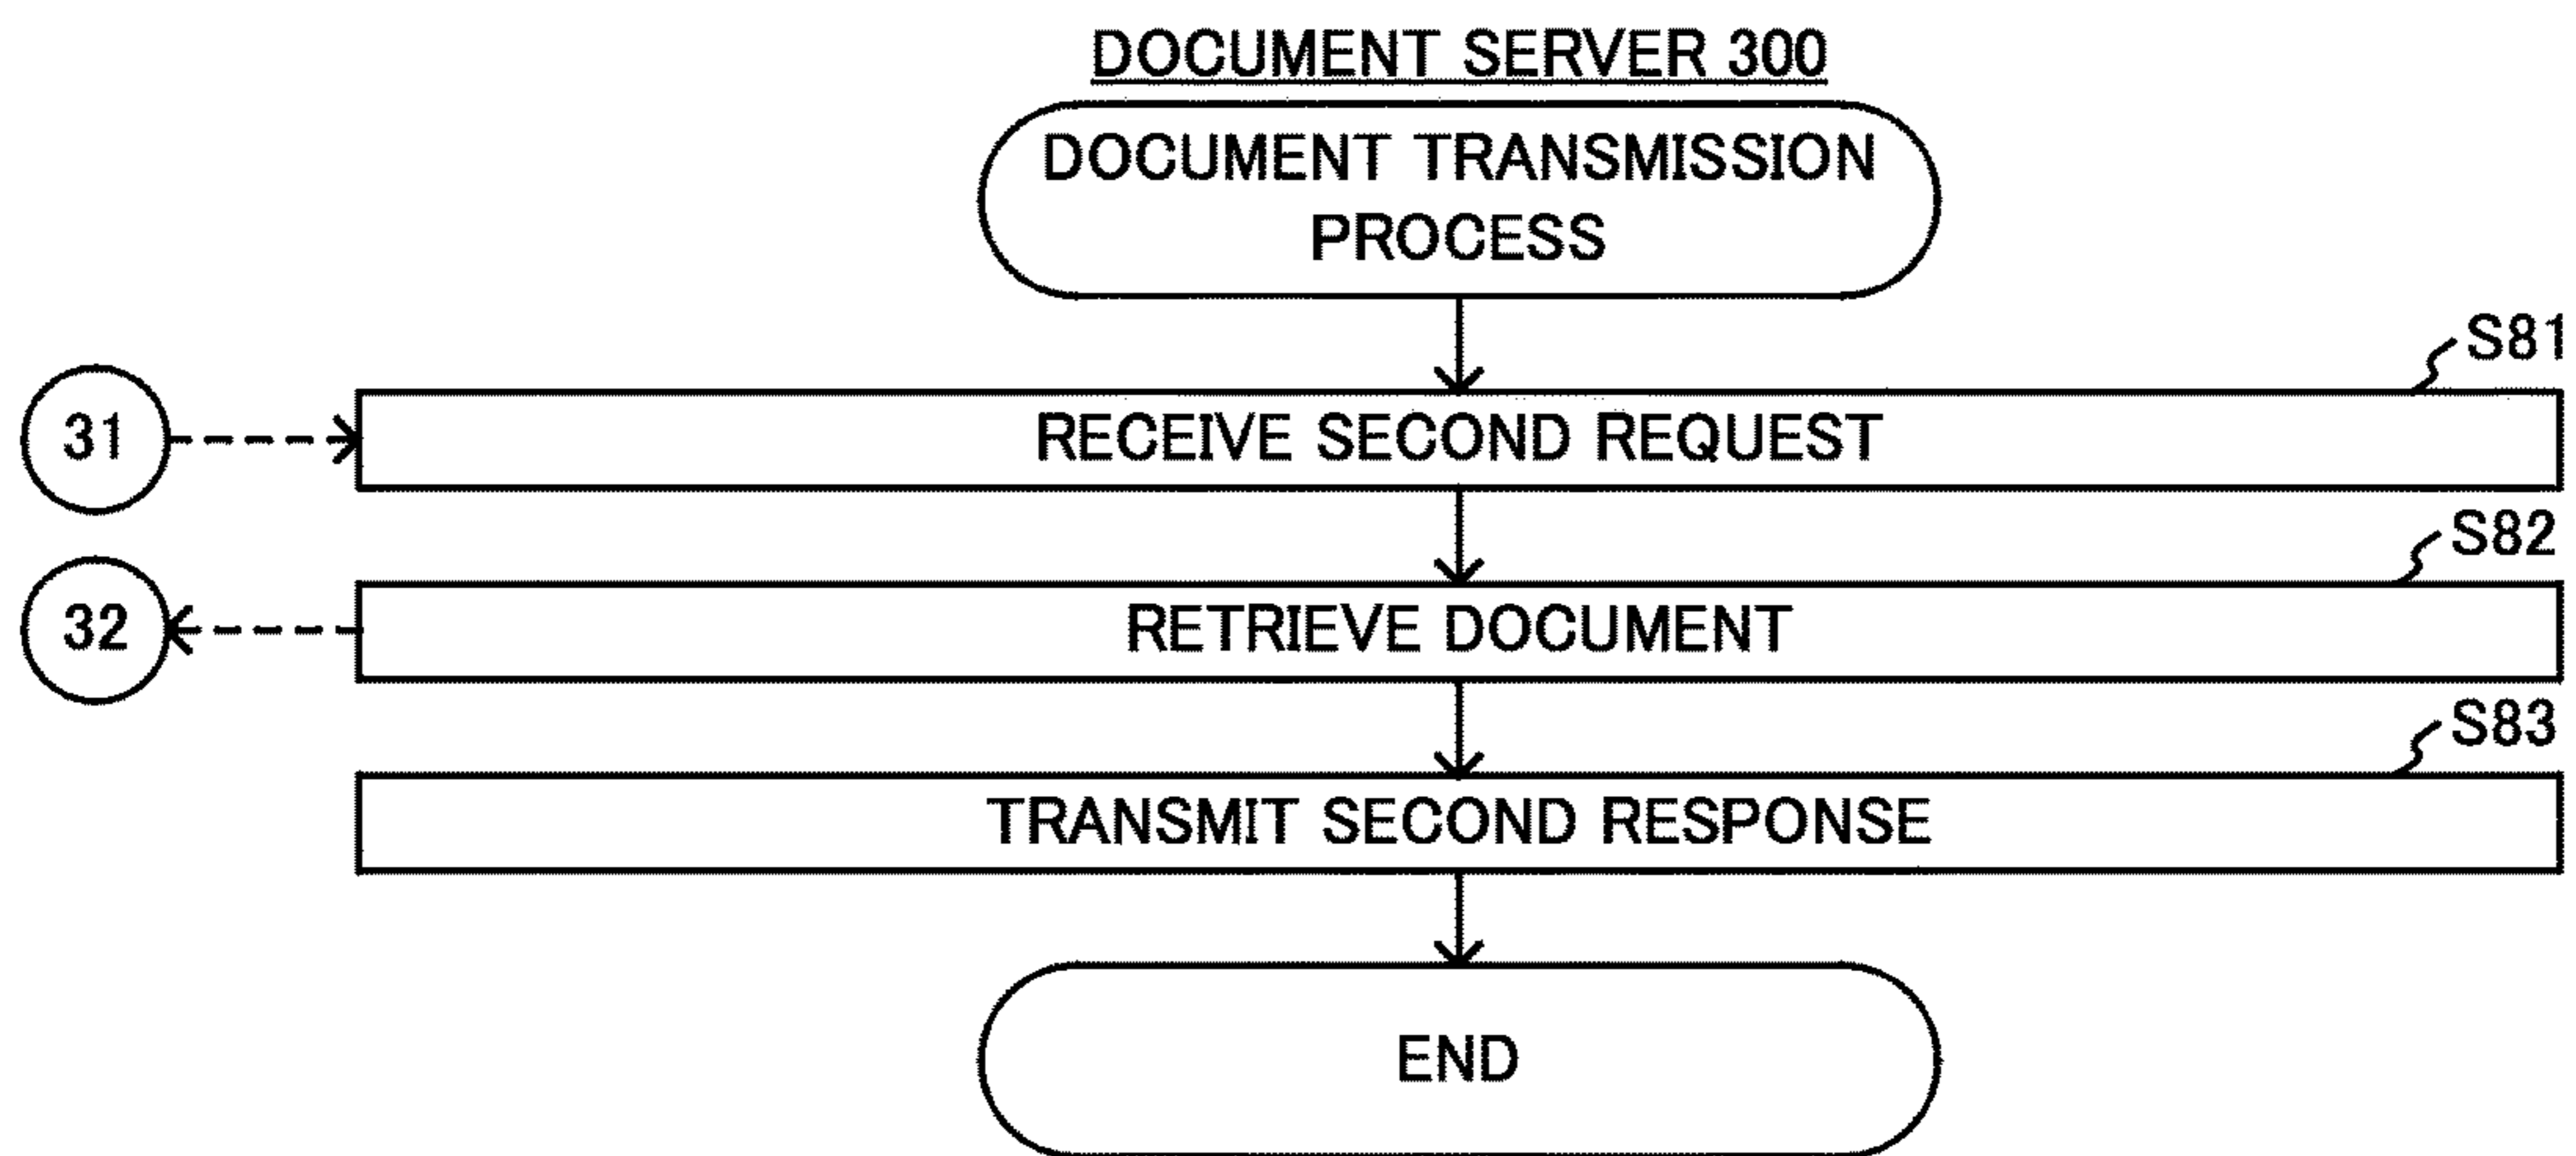 DOCUMENT SERVER 300
DOCUMENT TRANSMISSION
PROCESS
S81
31
RECEIVE SECOND REQUEST
S82
32
RETRIEVE DOCUMENT
S83
TRANSMIT SECOND RESPONSE
END